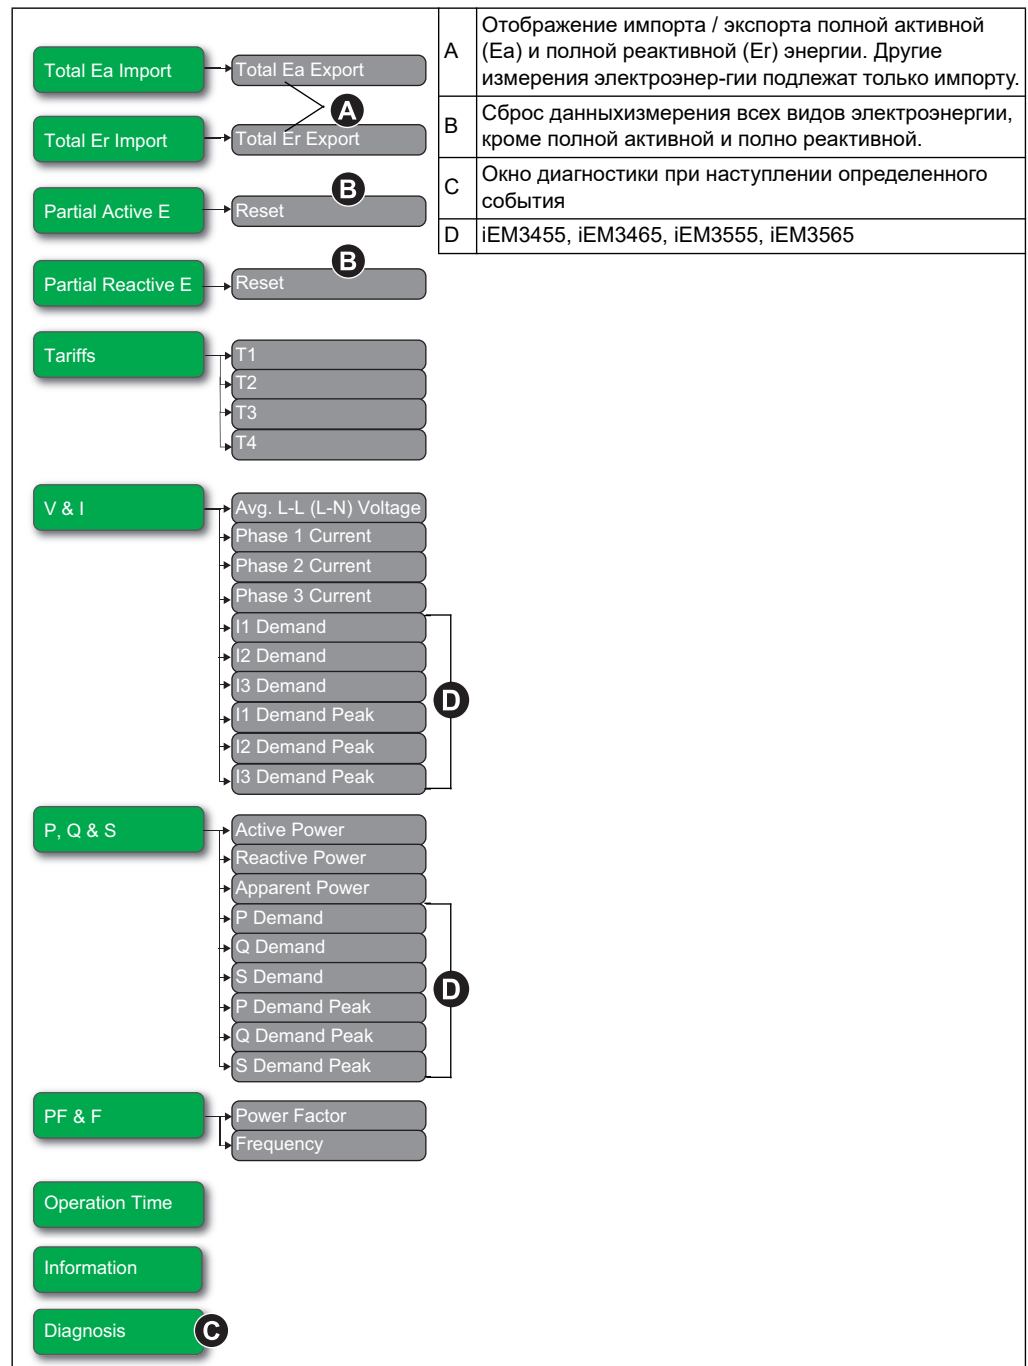 A
Отображение импорта / экспорта полной активной
(Ea) и полной реактивной (Er) энергии. Другие
измерения электроэнер-гии подлежат только импорту.
B
Сброс данныхизмерения всех видов электроэнергии,
кроме полной активной и полно реактивной.
C
Окно диагностики при наступлении определенного
события
D
iEM3455, iEM3465, iEM3555, iEM3565
Total Ea Import
Total Ea Export
A
Total Er Import
Total Er Export
B
Partial Active E
Reset
B
Partial Reactive E
Reset
Tariffs
T1
T2
T3
T4
V & I
Avg. L-L (L-N) Voltage
Phase 1 Current
Phase 2 Current
Phase 3 Current
I1 Demand
I2 Demand
I3 Demand
D
I1 Demand Peak
I2 Demand Peak
I3 Demand Peak
P, Q & S
Active Power
Reactive Power
Apparent Power
P Demand
Q Demand
S Demand
D
P Demand Peak
Q Demand Peak
S Demand Peak
PF & F
Power Factor
Frequency
Operation Time
Information
Diagnosis
C